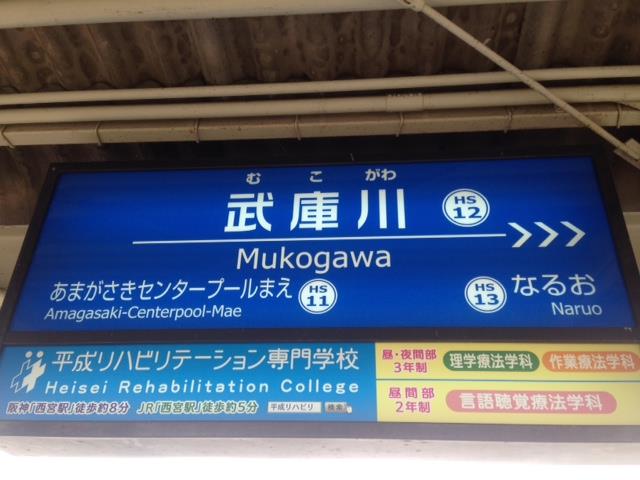 むこがわ
武庫川
HS
12
Mukogawa
あまがさきセンタープールまえ
HS
11
Amagasaki-Centerpool-Mae
HS
13
なるお
Naruo
平成リハビリテーション専門学校
Heisei Rehabilitation College
阪神「西宮駅」徒歩約8分 JR「西宮駅」徒歩約5分 平成リハビリ 検索
昼・夜間部
3年制
理学療法学科 作業療法学科
昼間部
2年制
言語聴覚療法学科